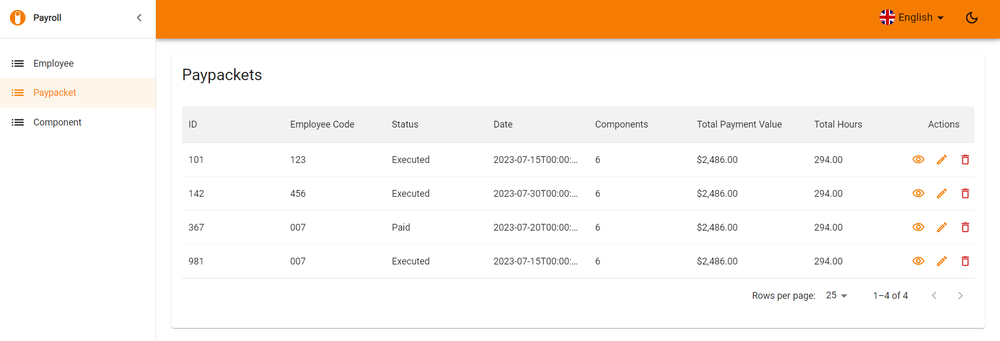 Payroll
English
Employee
Paypacket
Component
Paypackets
ID Employee Code Status Date Components Total Payment Value Total Hours Actions
101 123 Executed 2023-07-15T00:00:... 6 $2,486.00 294.00
142 456 Executed 2023-07-30T00:00:... 6 $2,486.00 294.00
367 007 Paid 2023-07-20T00:00:... 6 $2,486.00 294.00
981 007 Executed 2023-07-15T00:00:... 6 $2,486.00 294.00
Rows per page: 25 1–4 of 4